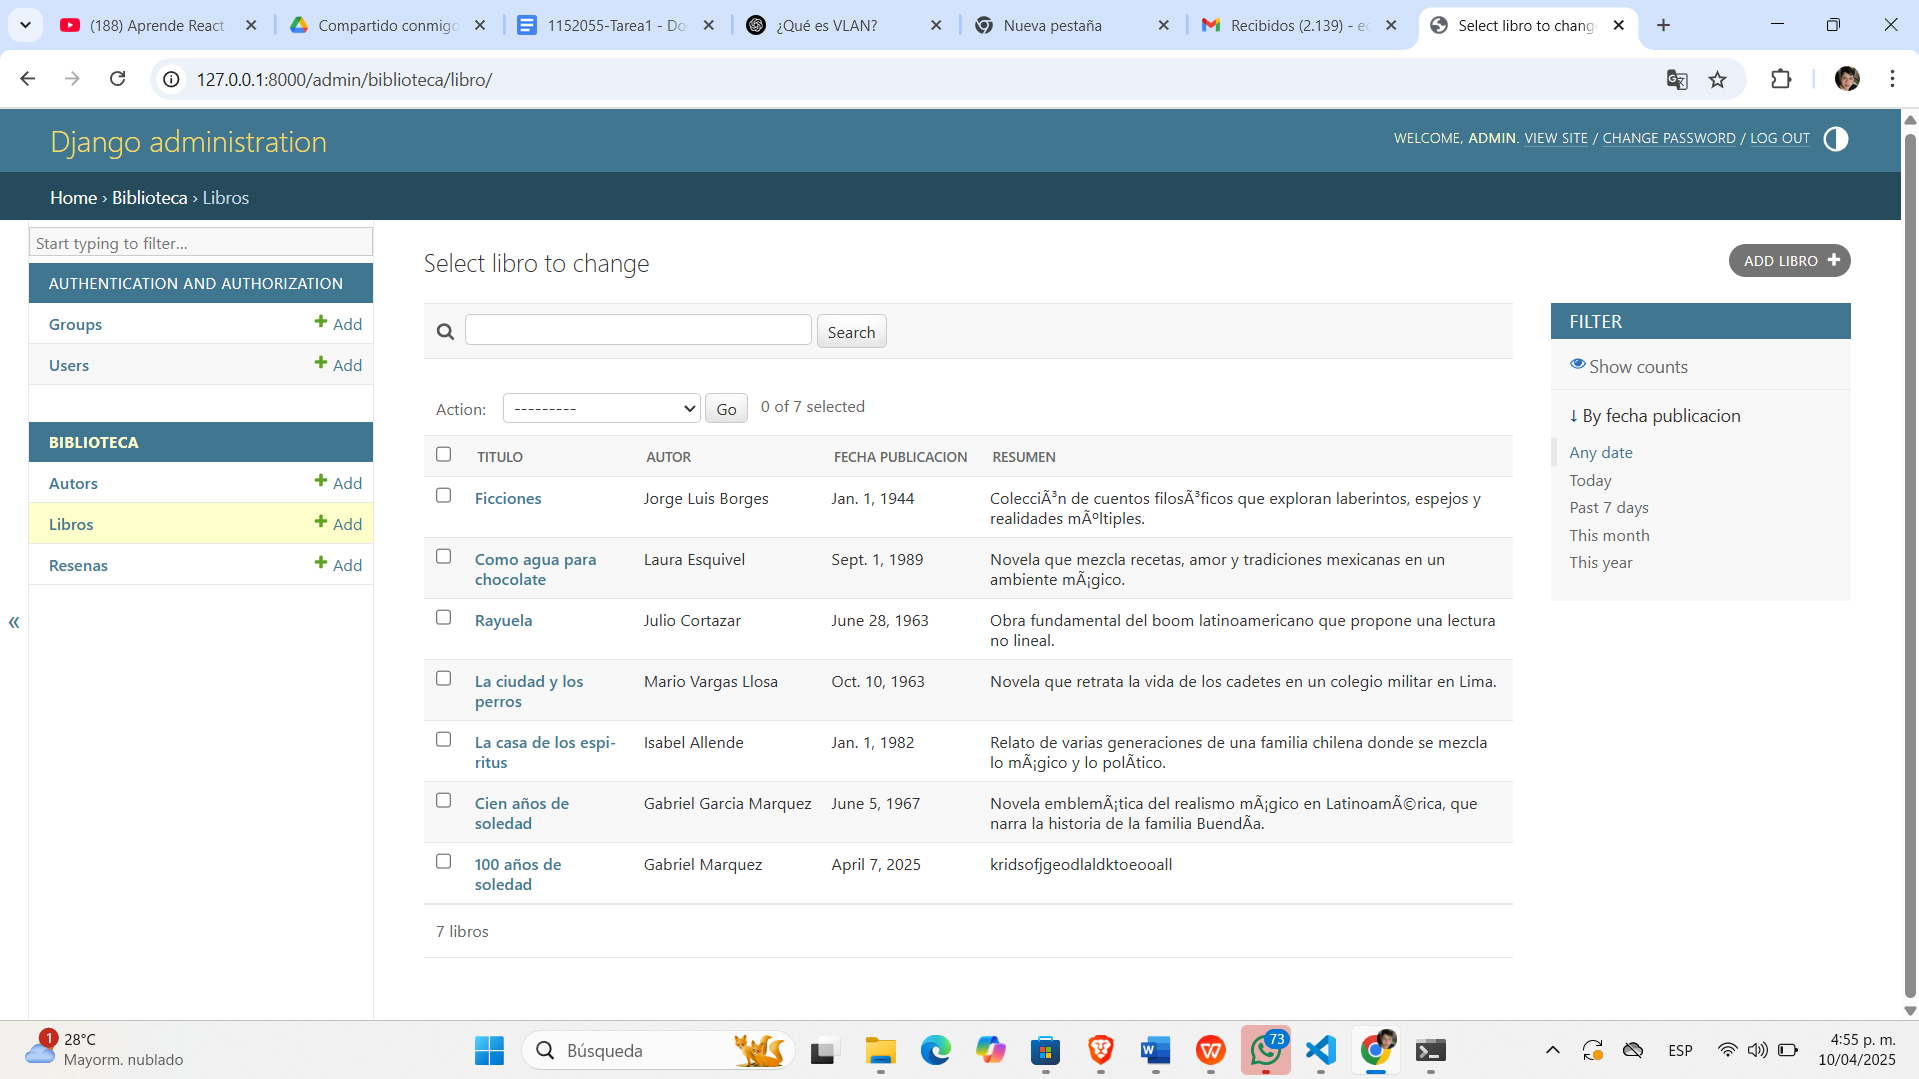 (188) Aprende React
Compartido conmigo
1152055-Tarea1 - Do
¿Qué es VLAN?
Nueva pestaña
Recibidos (2.139) - ec
Select libro to chang
127.0.0.1:8000/admin/biblioteca/libro/
Django administration
WELCOME, ADMIN. VIEW SITE / CHANGE PASSWORD / LOG OUT
Home › Biblioteca › Libros
Start typing to filter...
AUTHENTICATION AND AUTHORIZATION
Groups + Add
Users + Add
BIBLIOTECA
Autors + Add
Libros + Add
Resenas + Add
«
Select libro to change
ADD LIBRO +
Search
Action: --------- Go 0 of 7 selected
TITULO AUTOR FECHA PUBLICACION RESUMEN
Ficciones Jorge Luis Borges Jan. 1, 1944 ColecciÃ³n de cuentos filosÃ³ficos que exploran laberintos, espejos y
realidades mÃºltiples.
Como agua para Laura Esquivel Sept. 1, 1989 Novela que mezcla recetas, amor y tradiciones mexicanas en un
chocolate ambiente mÃ¡gico.
Rayuela Julio Cortazar June 28, 1963 Obra fundamental del boom latinoamericano que propone una lectura
no lineal.
La ciudad y los Mario Vargas Llosa Oct. 10, 1963 Novela que retrata la vida de los cadetes en un colegio militar en Lima.
perros
La casa de los espi- Isabel Allende Jan. 1, 1982 Relato de varias generaciones de una familia chilena donde se mezcla
ritus lo mÃ¡gico y lo polÃtico.
Cien años de Gabriel Garcia Marquez June 5, 1967 Novela emblemÃ¡tica del realismo mÃ¡gico en LatinoamÃ©rica, que
soledad narra la historia de la familia BuendÃa.
100 años de Gabriel Marquez April 7, 2025 kridsofjgeodlaldktoeooall
soledad
7 libros
FILTER
Show counts
↓ By fecha publicacion
Any date
Today
Past 7 days
This month
This year
1
28°C
Mayorm. nublado
Búsqueda
73
ESP
4:55 p. m.
10/04/2025